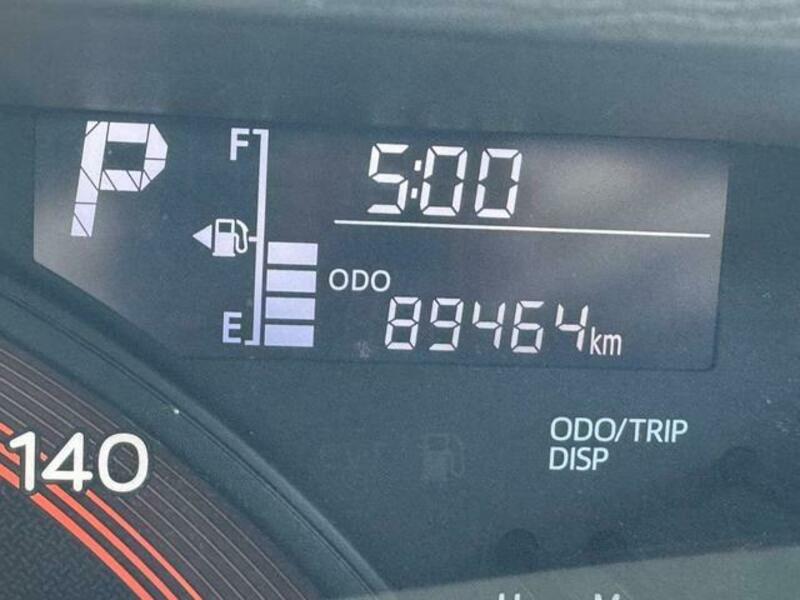 P
F
5:00
E
ODO
89464km
140
ODO/TRIP
DISP